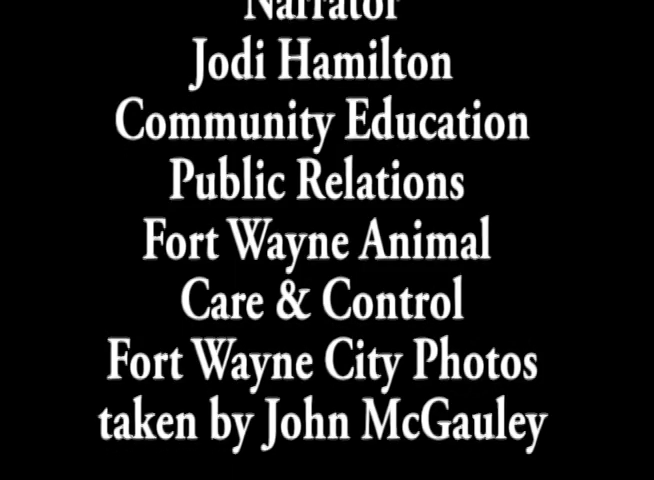 Narrator
Jodi Hamilton
Community Education
Public Relations
Fort Wayne Animal
Care & Control
Fort Wayne City Photos
taken by John McGauley